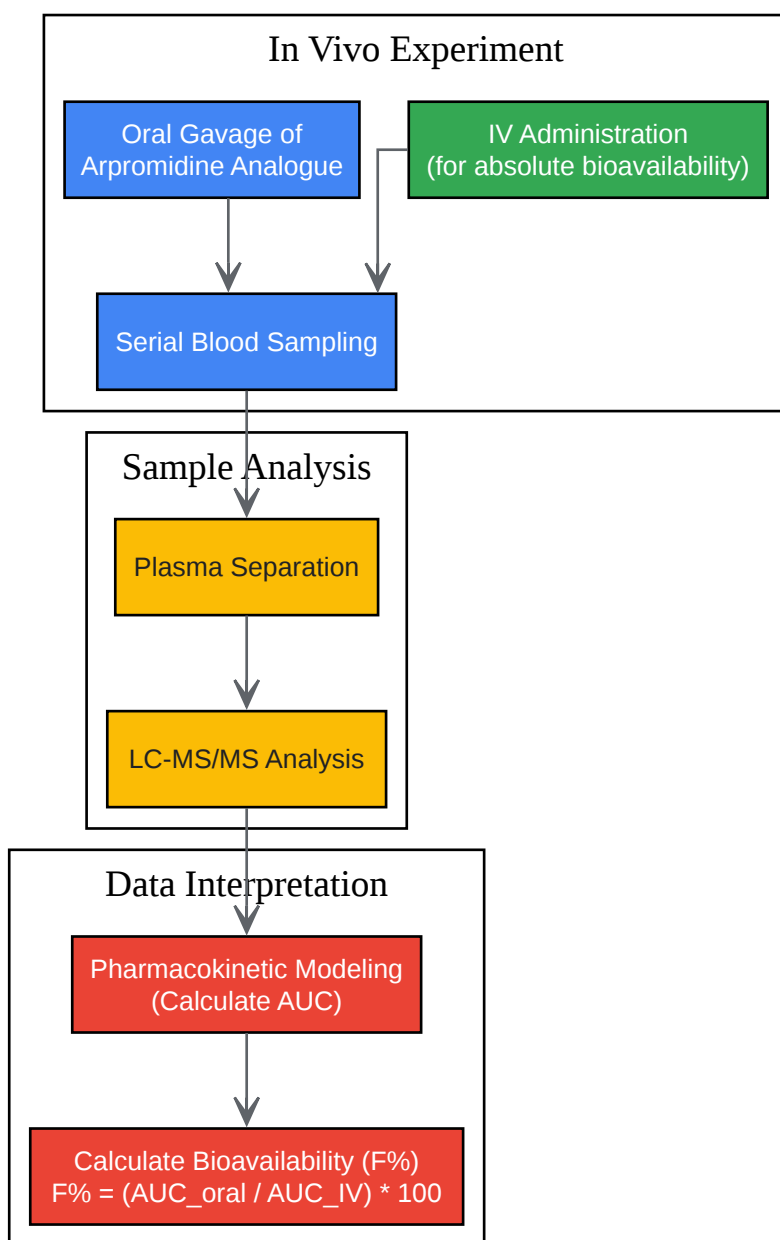 In Vivo Experiment
Oral Gavage of
Arpromidine Analogue
IV Administration
(for absolute bioavailability)
Serial Blood Sampling
Sample Analysis
Plasma Separation
LC-MS/MS Analysis
Data Interpretation
Pharmacokinetic Modeling
(Calculate AUC)
Calculate Bioavailability (F%)
F% = (AUC_oral / AUC_IV) * 100